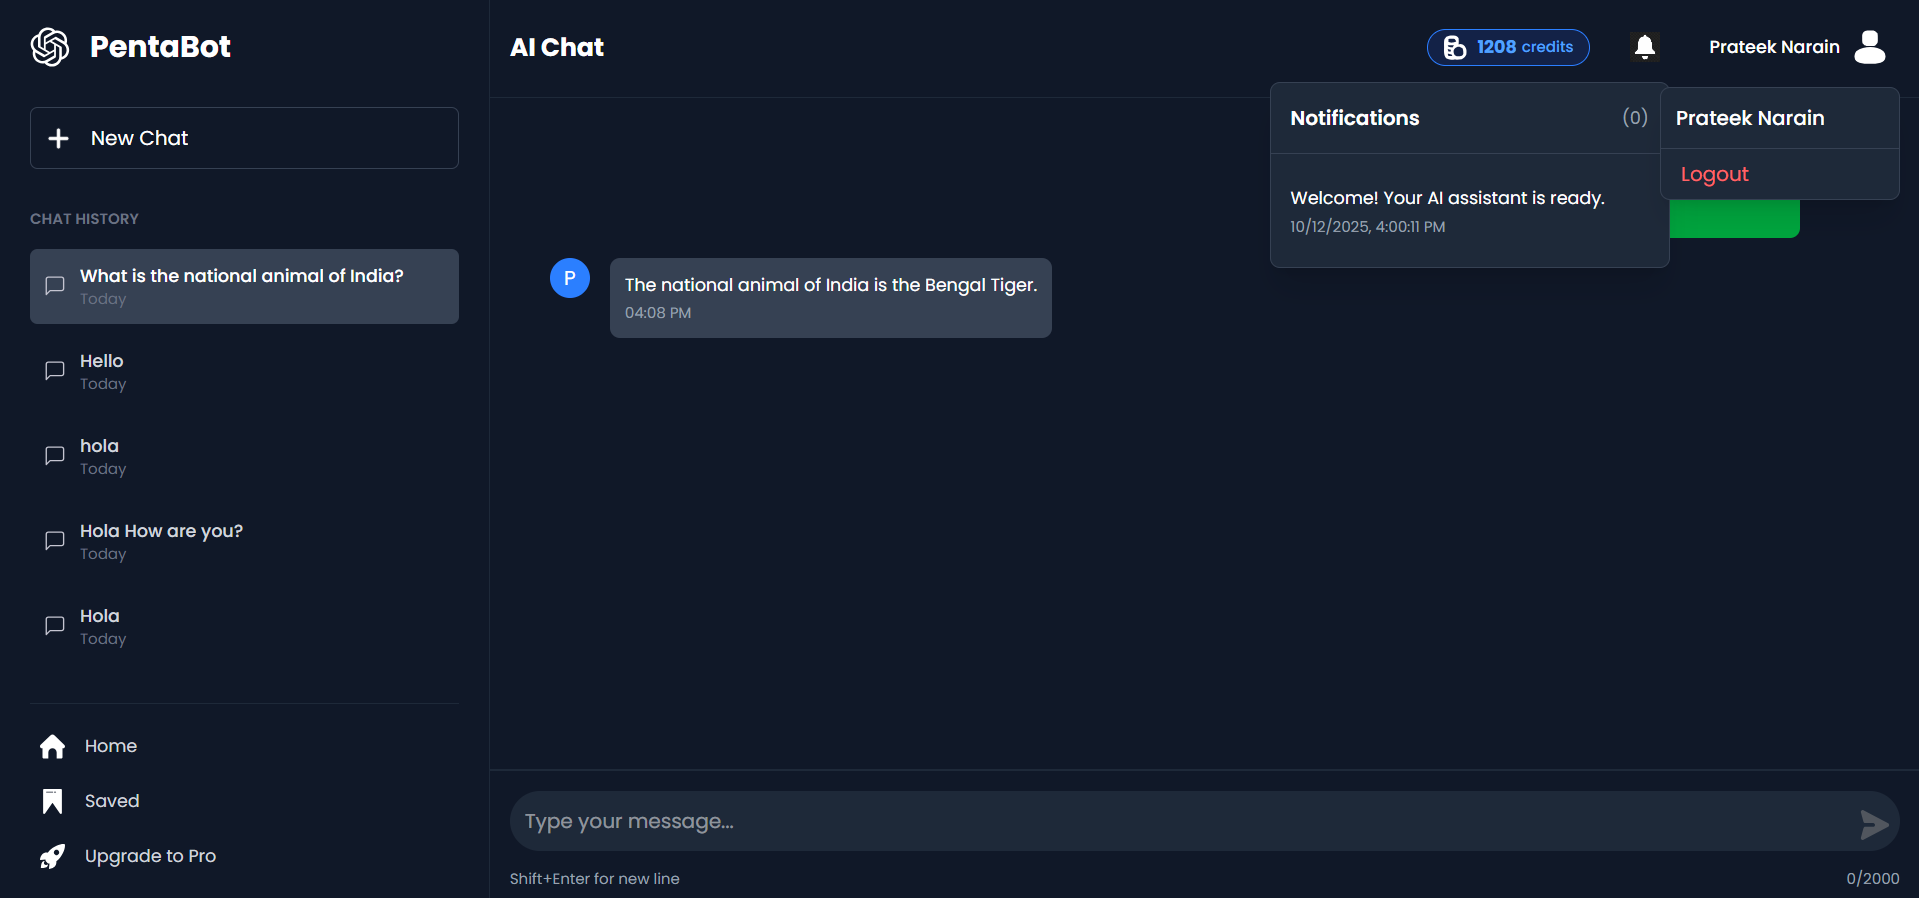 PentaBot
New Chat
CHAT HISTORY
What is the national animal of India?
Today
Hello
Today
hola
Today
Hola How are you?
Today
Hola
Today
Home
Saved
Upgrade to Pro
AI Chat
1208 credits
Prateek Narain
Notifications (0)
Welcome! Your AI assistant is ready.
10/12/2025, 4:00:11 PM
Prateek Narain
Logout
P
The national animal of India is the Bengal Tiger.
04:08 PM
Type your message...
Shift+Enter for new line
0/2000